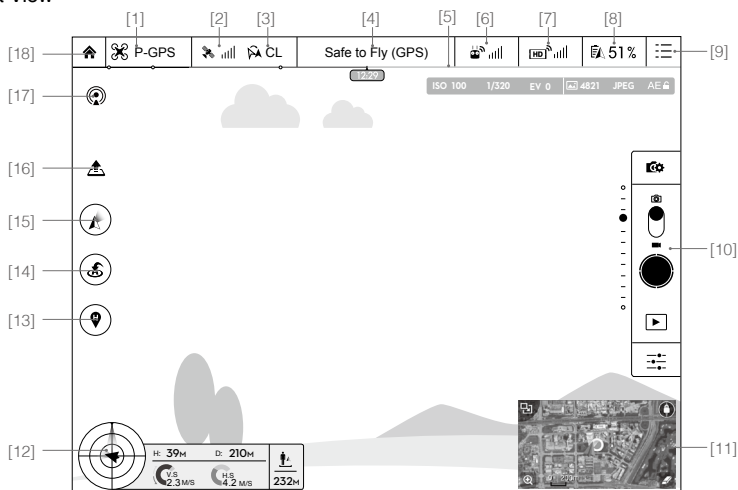 [1] [2] [3] [4] [5] [6] [7] [8]
[18] P-GPS CL Safe to Fly (GPS) HD 51% [9]
12:29
[17] ISO 100 1/320 EV 0 4821 JPEG AE
[16]
[15]
[10]
[14]
[13] H
[12] H: 39M D: 210M [11]
V.S 2.3 M/S H.S 4.2 M/S 232M